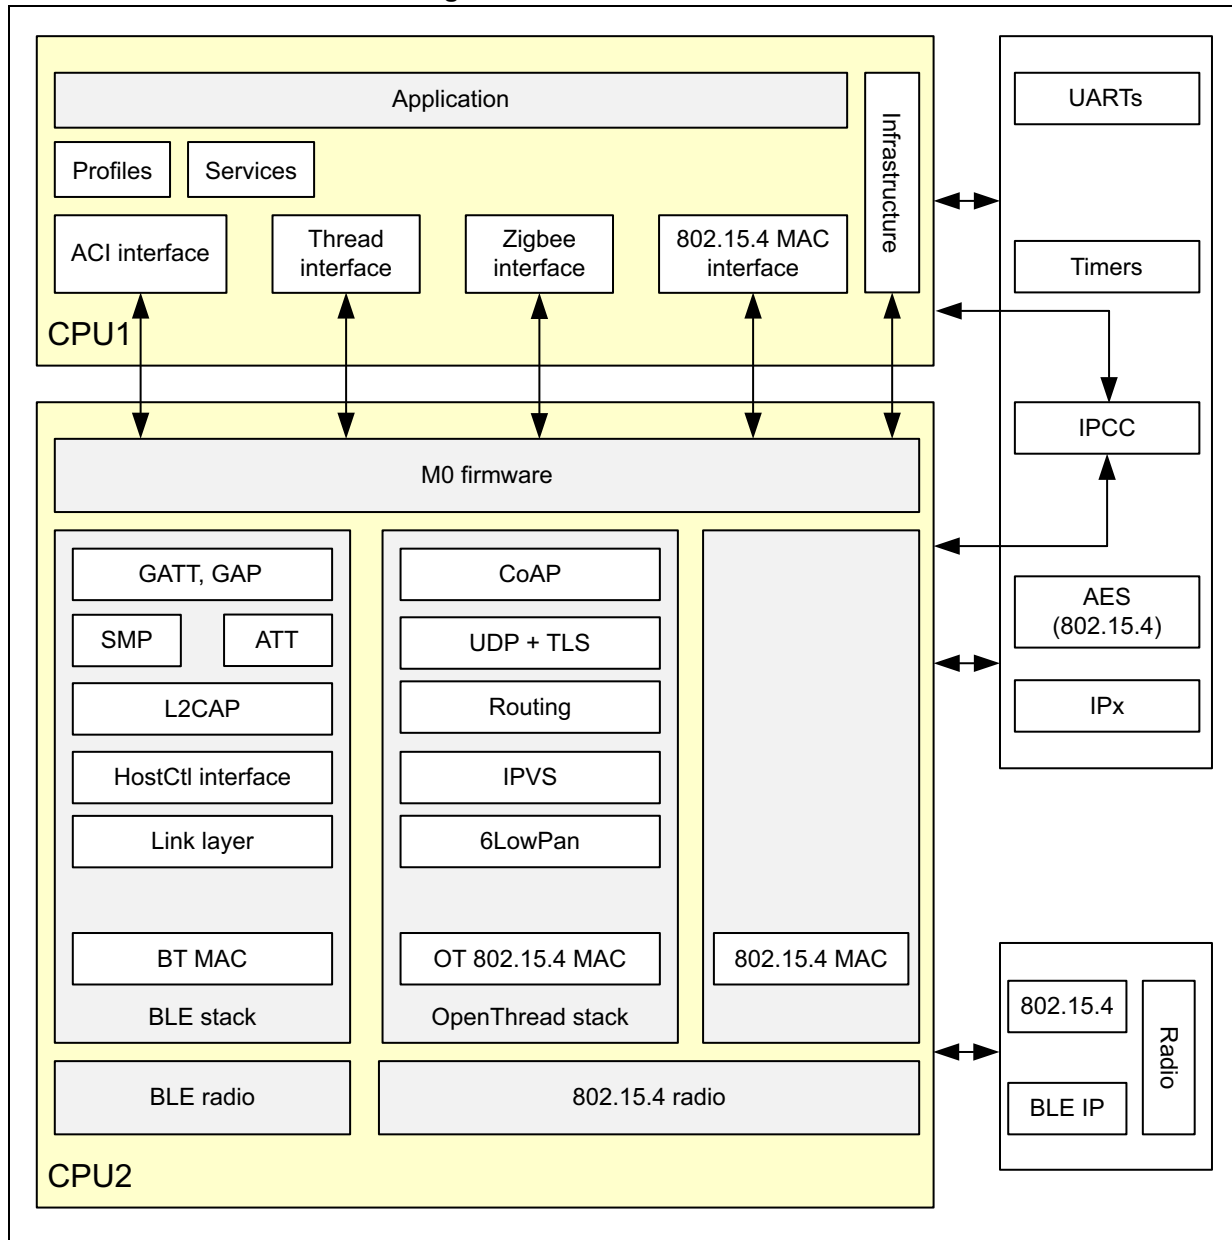 Application
Infrastructure
Profiles
Services
ACI interface
Thread
interface
Zigbee
interface
802.15.4 MAC
interface
CPU1
UARTs
Timers
IPCC
AES
(802.15.4)
IPx
M0 firmware
GATT, GAP
SMP
ATT
L2CAP
HostCtl interface
Link layer
BT MAC
BLE stack
CoAP
UDP + TLS
Routing
IPVS
6LowPan
OT 802.15.4 MAC
OpenThread stack
802.15.4 MAC
BLE radio
802.15.4 radio
CPU2
802.15.4
BLE IP
Radio